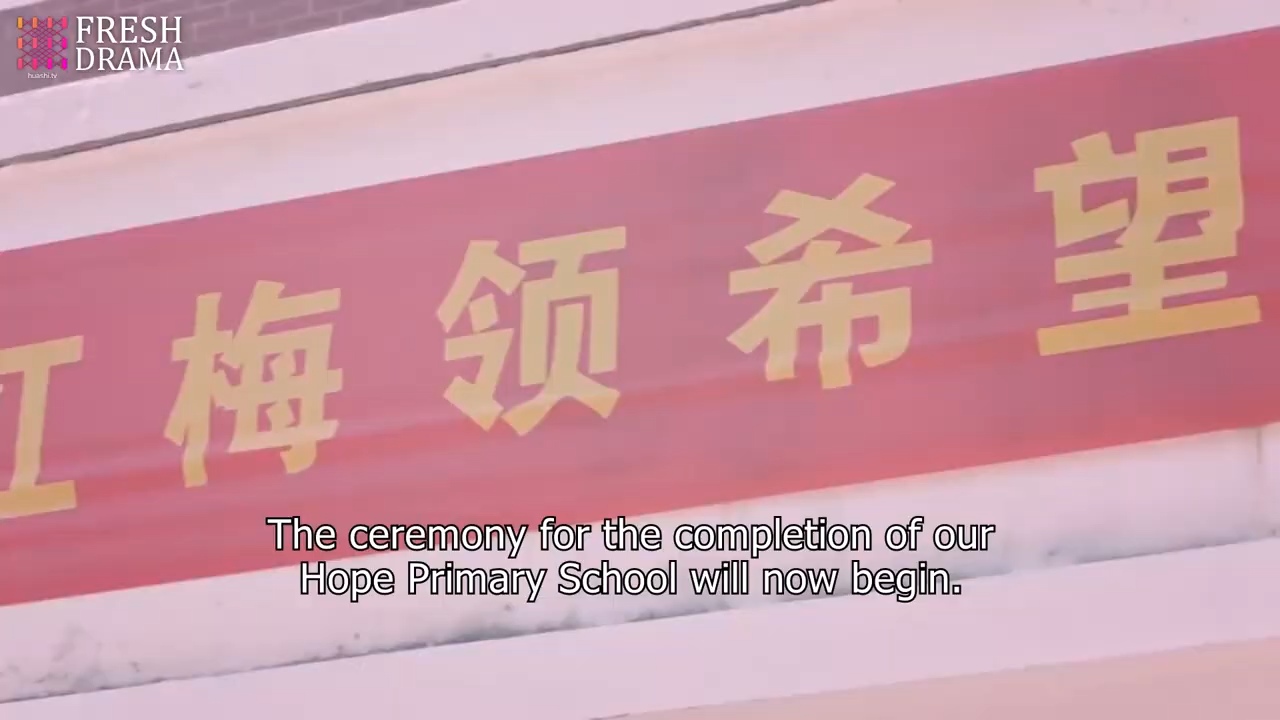 FRESH
DRAMA
huashi.tv
红梅领希望
The ceremony for the completion of our
Hope Primary School will now begin.